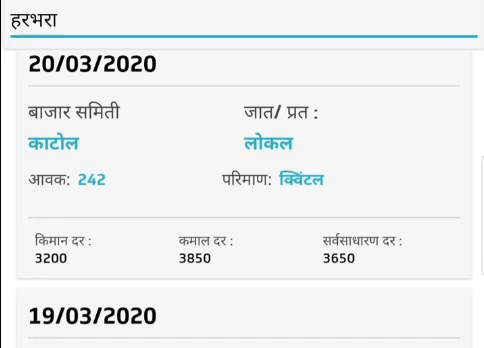 हरभरा
20/03/2020
बाजार समिती जात/ प्रत :
काटोल लोकल
आवक: 242 परिमाण: क्विंटल
किमान दर : कमाल दर : सर्वसाधारण दर :
3200 3850 3650
19/03/2020